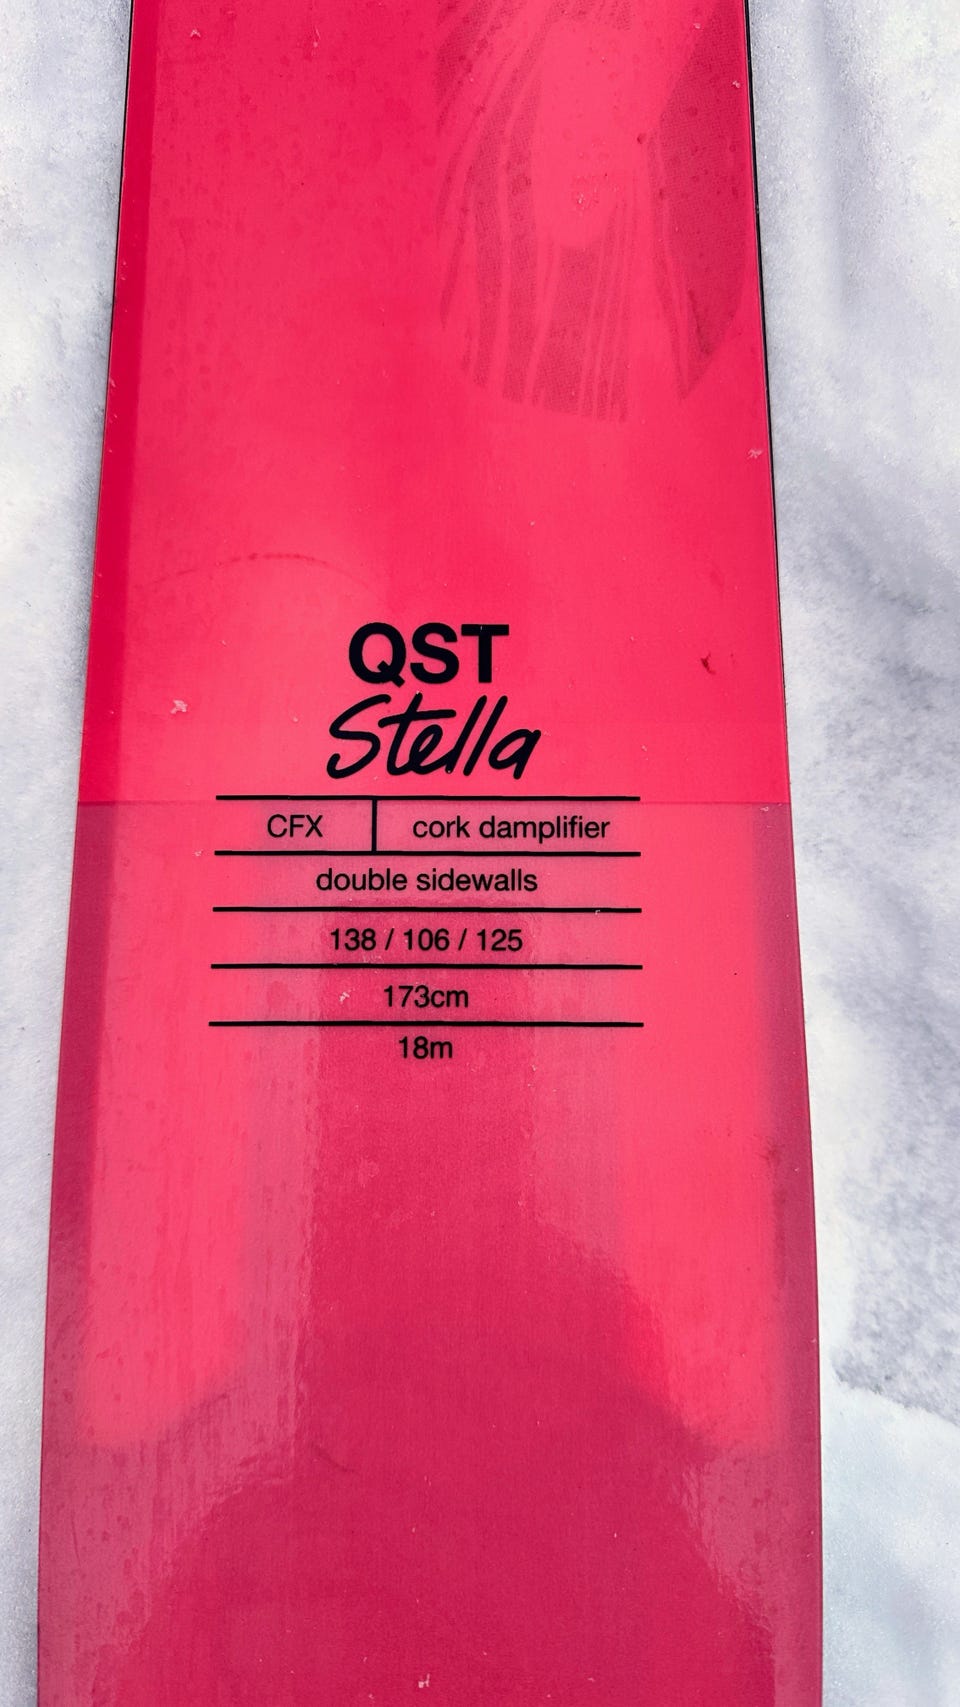 QST
Stella
CFX cork damplifier
double sidewalls
138 / 106 / 125
173cm
18m